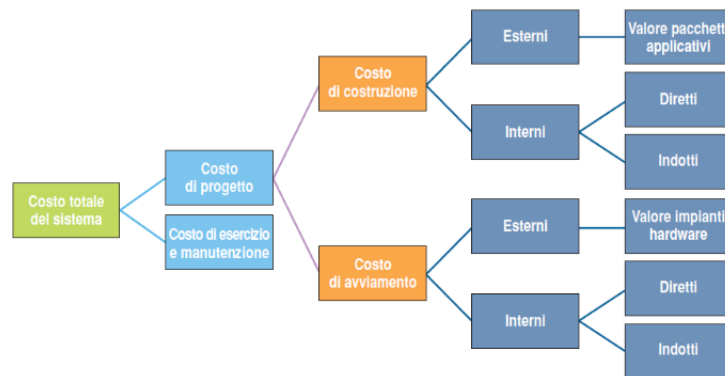 Costo totale
del sistema
Costo
di progetto
Costo di esercizio
e manutenzione
Costo
di costruzione
Costo
di avviamento
Esterni
Interni
Esterni
Interni
Valore pacchetti
applicativi
Diretti
Indotti
Valore impianti
hardware
Diretti
Indotti